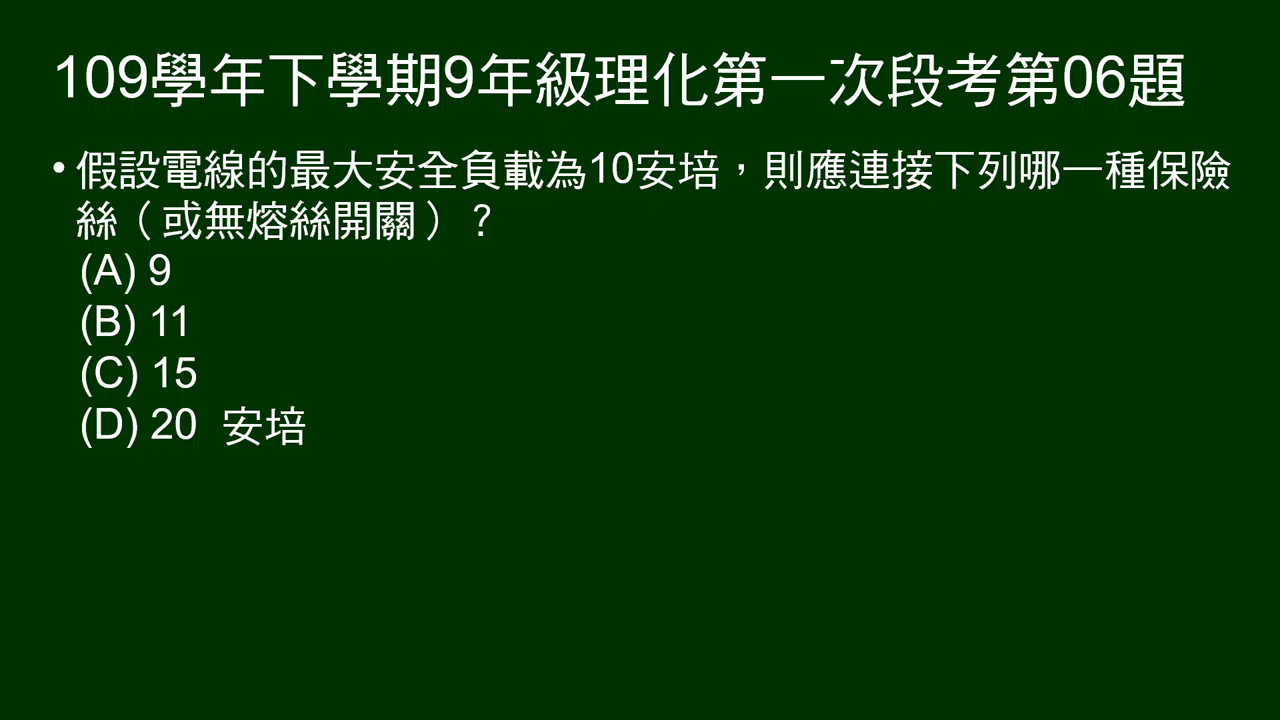 109學年下學期9年級理化第一次段考第06題
•假設電線的最大安全負載為10安培，則應連接下列哪一種保險
絲（或無熔絲開關）？
(A) 9
(B) 11
(C) 15
(D) 20 安培